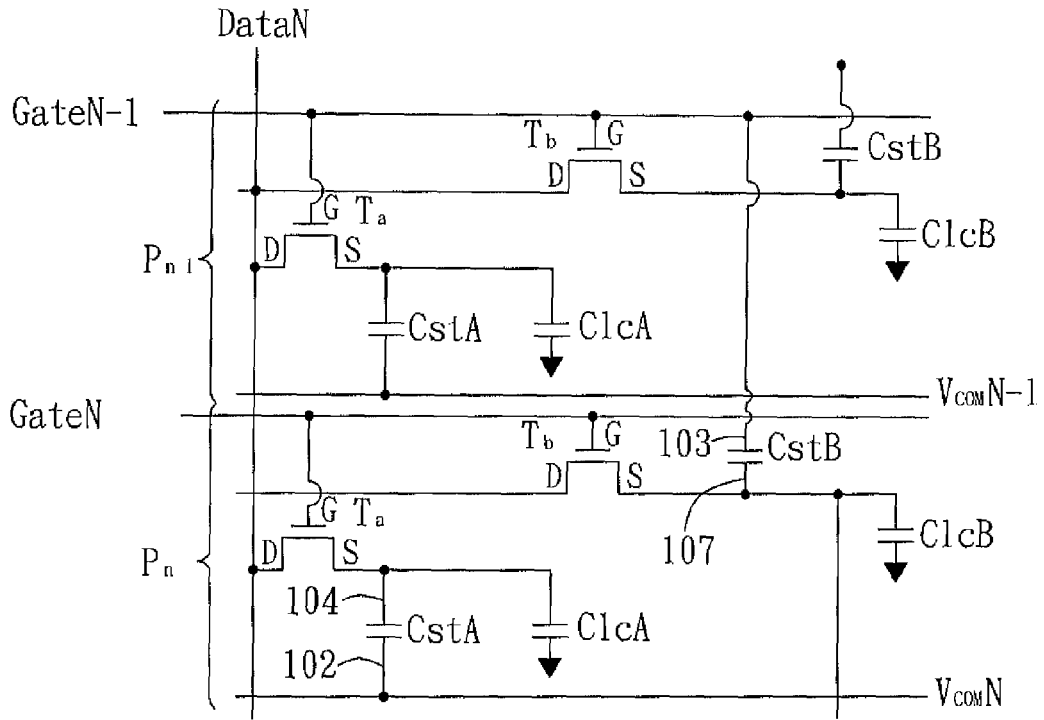 DataN
GateN-1
Tb G
CstB
D S
G Ta
ClcB
Pn-1
D S
CstA
ClcA
VCOMN-1
GateN
Tb G
103
CstB
D S
G Ta
107
ClcB
Pn
D S
104
CstA
ClcA
102
VCOMN